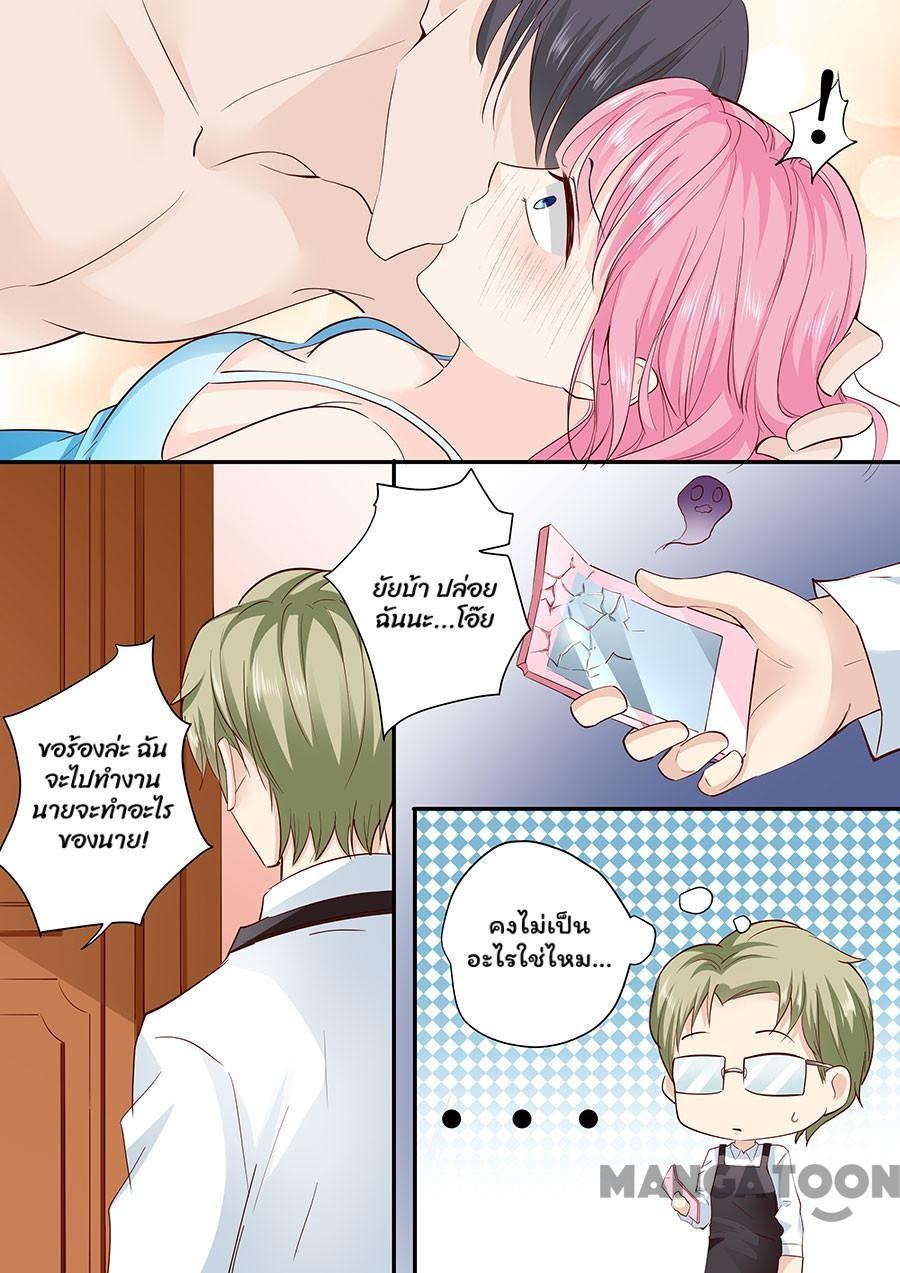 !
ยัยบ้า ปล่อย
ฉันนะ...โอ๊ย
ขอร้องล่ะ ฉัน
จะไปทำงาน
นายจะทำอะไร
ของนาย!
คงไม่เป็น
อะไรใช่ไหม...
...
MANGATOON